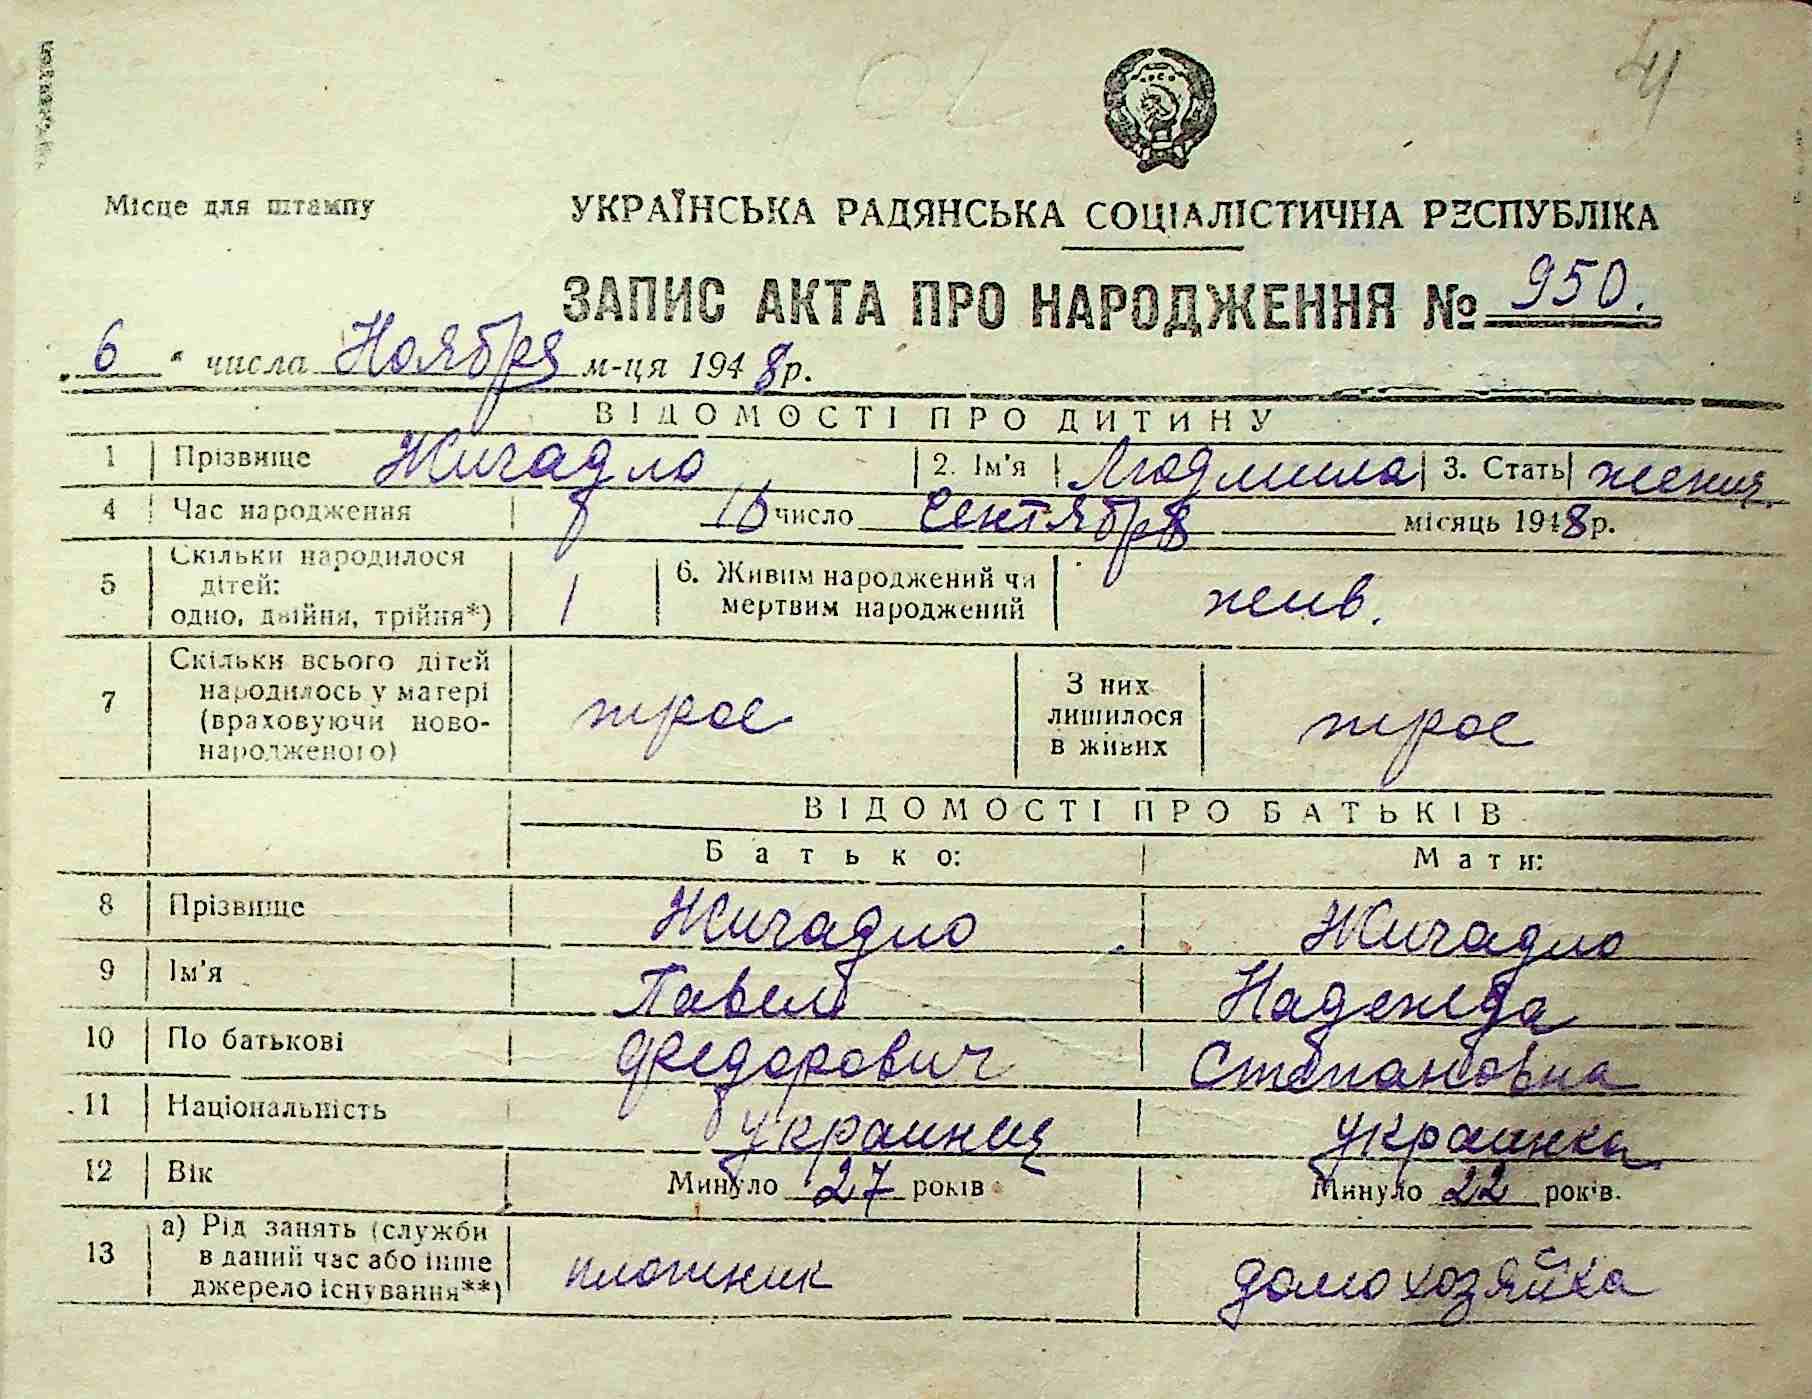 41
Місце для штампу
УКРАЇНСЬКА РАДЯНСЬКА СОЦІАЛІСТИЧНА РЕСПУБЛІКА
ЗАПИС АКТА ПРО НАРОДЖЕННЯ № 950.
„6" числа Ноября м-ця 1948 р.
ВІДОМОСТІ ПРО ДИТИНУ
1 Прізвище Жигадло 2. Ім'я Людмила 3. Стать женщ.
4 Час народження 16 число Сентября місяць 1948 р.
5 Скільки народилося дітей: одно, двійня, трійня*) 1 6. Живим народжений чи мертвим народжений жив.
7 Скільки всього дітей народилось у матері (враховуючи новонародженого) трое З них лишилося в живих трое
ВІДОМОСТІ ПРО БАТЬКІВ
Батько: Мати:
8 Прізвище Жигадло Жигадло
9 Ім'я Павел Надежда
10 По батькові Федорович Степановна
11 Національність украинец украинка
12 Вік Минуло 27 років Минуло 22 років.
13 а) Рід занять (служби в даний час або інше джерело існування**) плотник домохозяйка